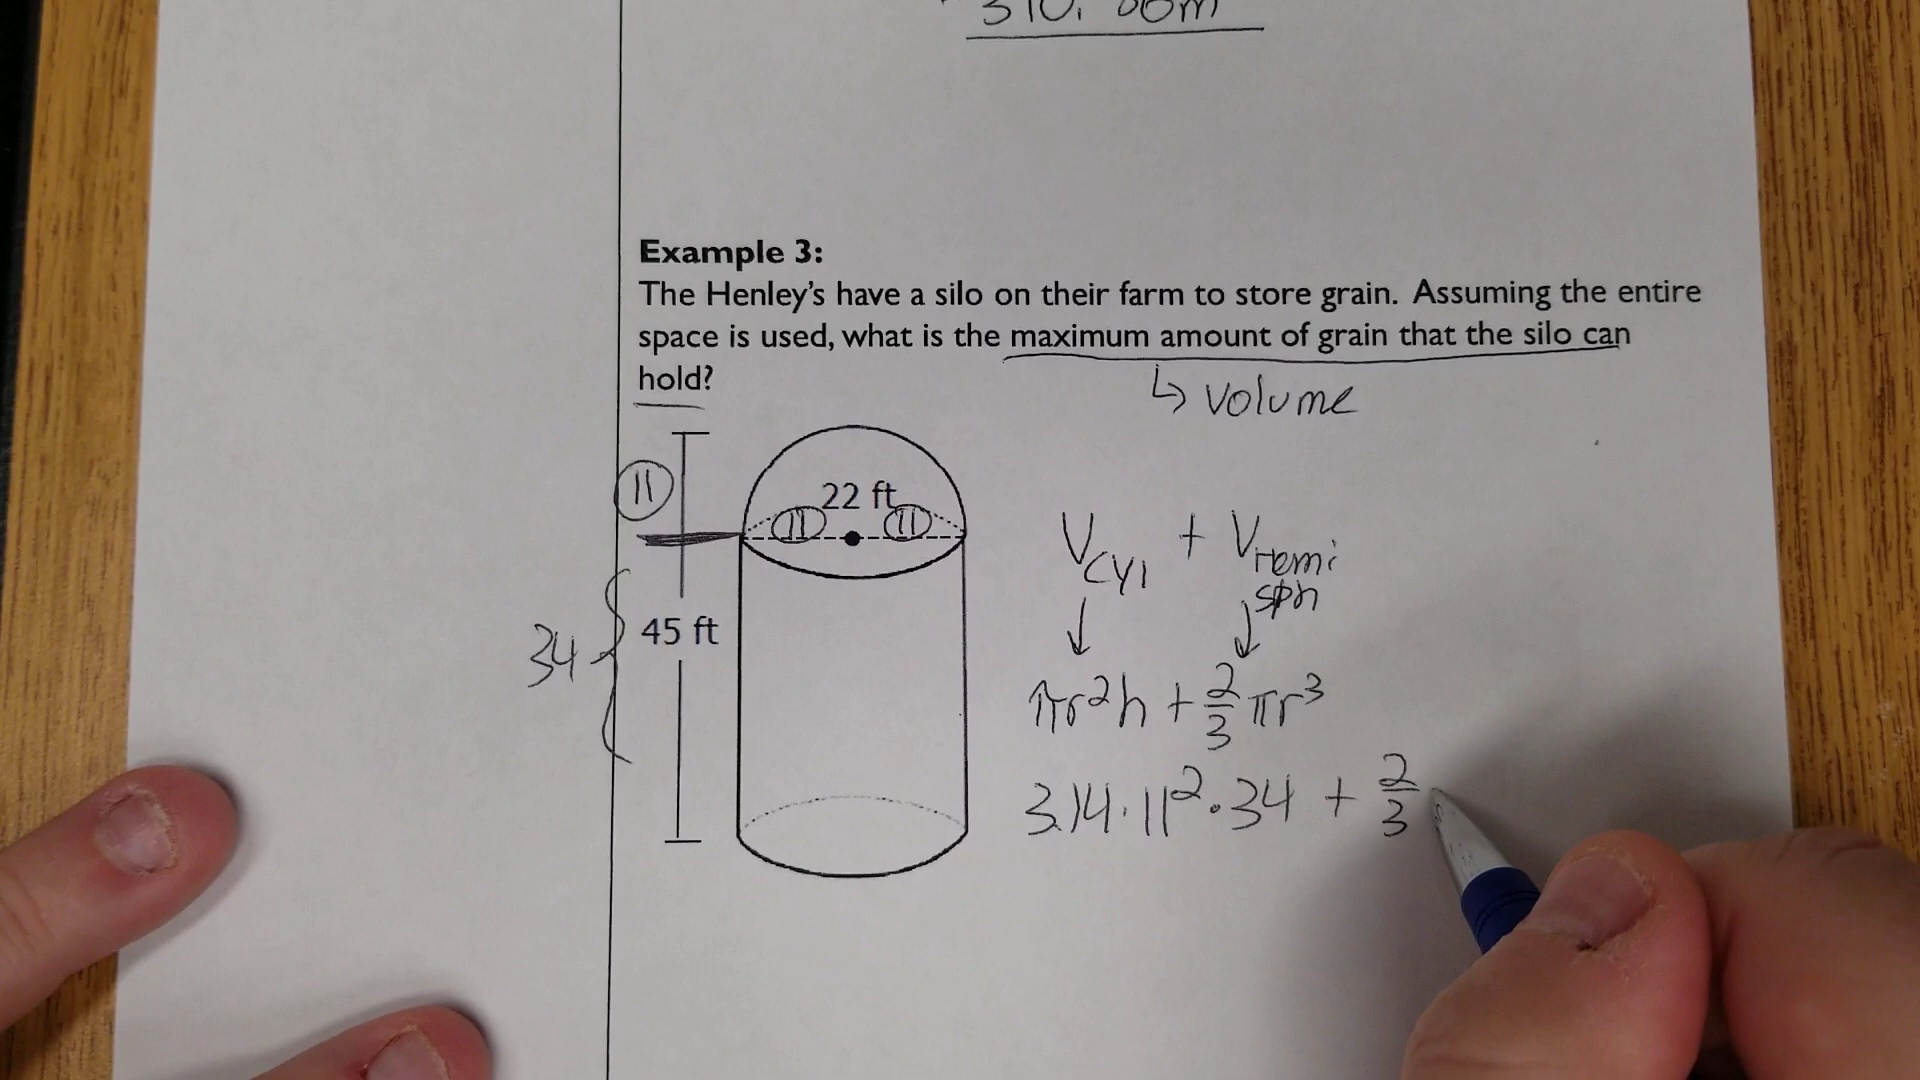 Example 3:
The Henley's have a silo on their farm to store grain. Assuming the entire
space is used, what is the maximum amount of grain that the silo can
hold?
↳ volume
11
22 ft
11 11
45 ft
34
V_cyl + V_Hemi sph
↓ ↓
πr²h + 2/3 πr³
3.14·11²·34 + 2/3